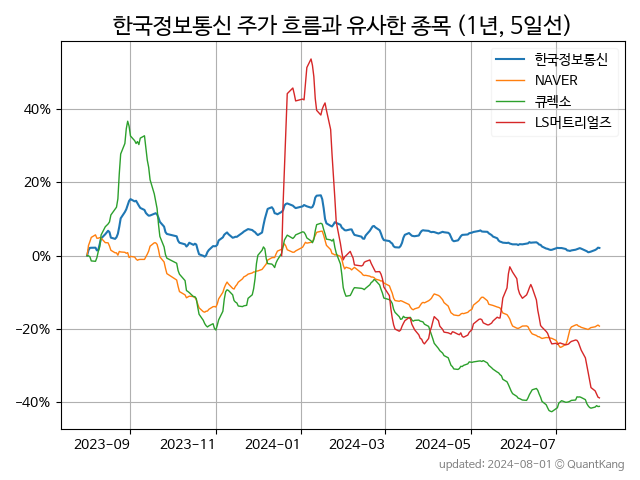 한국정보통신 주가 흐름과 유사한 종목 (1년, 5일선)
한국정보통신
NAVER
큐렉소
LS머트리얼즈
40%
20%
0%
−20%
−40%
2023−09
2023−11
2024−01
2024−03
2024−05
2024−07
updated: 2024-08-01 © QuantKang